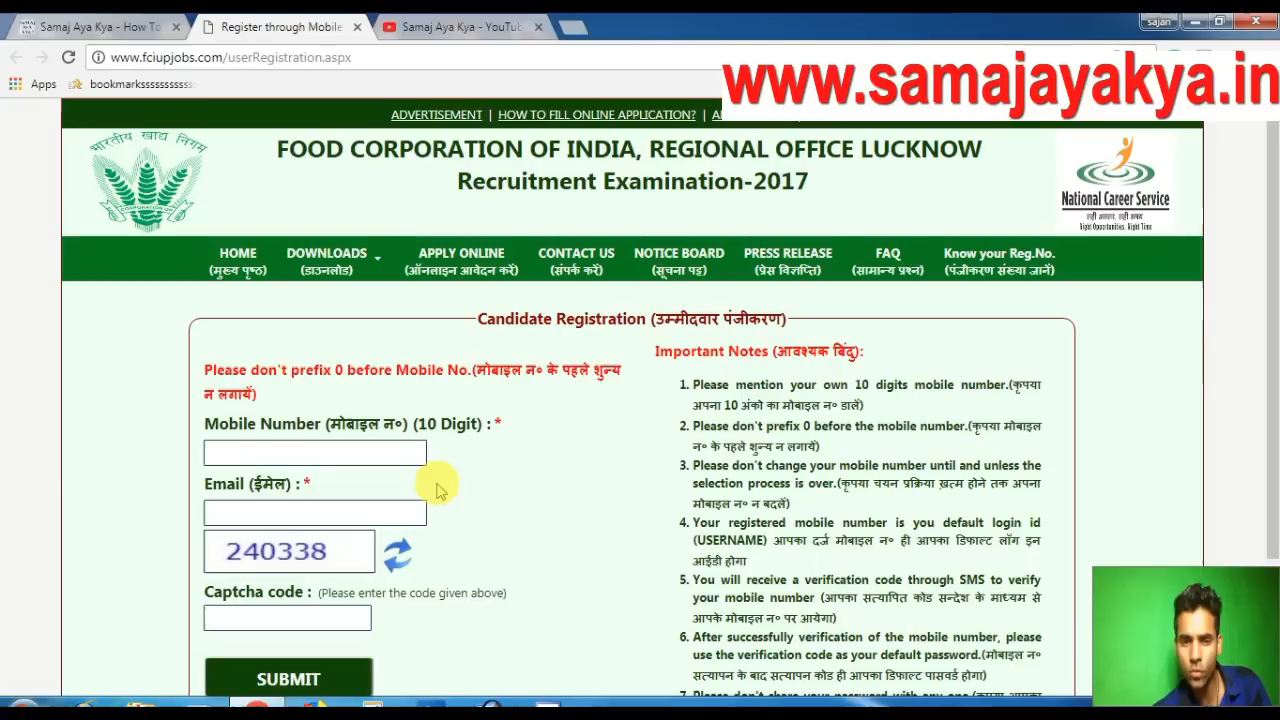 Samaj Aya Kya - How To
Register through Mobile
Samaj Aya Kya - YouTube
sajan
www.fciupjobs.com/userRegistration.aspx
Apps
bookmarkssssssssss
www.samajayakya.in
ADVERTISEMENT | HOW TO FILL ONLINE APPLICATION? |
FOOD CORPORATION OF INDIA, REGIONAL OFFICE LUCKNOW
Recruitment Examination-2017
भारतीय खाद्य निगम
National Career Service
सही अवसर, सही समय
Right Opportunities, Right Time
HOME DOWNLOADS APPLY ONLINE CONTACT US NOTICE BOARD PRESS RELEASE FAQ Know your Reg.No.
(मुख्य पृष्ठ) (डाउनलोड) (ऑनलाइन आवेदन करें) (संपर्क करें) (सूचना पट्ट) (प्रेस विज्ञप्ति) (सामान्य प्रश्न) (पंजीकरण संख्या जानें)
Candidate Registration (उम्मीदवार पंजीकरण)
Please don't prefix 0 before Mobile No.(मोबाइल न० के पहले शुन्य
न लगायें)
Mobile Number (मोबाइल न०) (10 Digit) : *
Email (ईमेल) : *
240338
Captcha code : (Please enter the code given above)
SUBMIT
Important Notes (आवश्यक बिंदु):
1. Please mention your own 10 digits mobile number.(कृपया
अपना 10 अंको का मोबाइल न० डालें)
2. Please don't prefix 0 before the mobile number.(कृपया मोबाइल
न० के पहले शुन्य न लगायें)
3. Please don't change your mobile number until and unless the
selection process is over.(कृपया चयन प्रक्रिया ख़त्म होने तक अपना
मोबाइल न० न बदलें)
4. Your registered mobile number is you default login id
(USERNAME) आपका दर्ज मोबाइल न० ही आपका डिफाल्ट लॉग इन
आईडी होगा
5. You will receive a verification code through SMS to verify
your mobile number (आपका सत्यापित कोड सन्देश के माध्यम से
आपके मोबाइल न० पर आयेगा)
6. After successfully verification of the mobile number, please
use the verification code as your default password.(मोबाइल न०
सत्यापन के बाद सत्यापन कोड ही आपका डिफाल्ट पासवर्ड होगा)
7. Please don't share your password with any one.(कृपया आपका